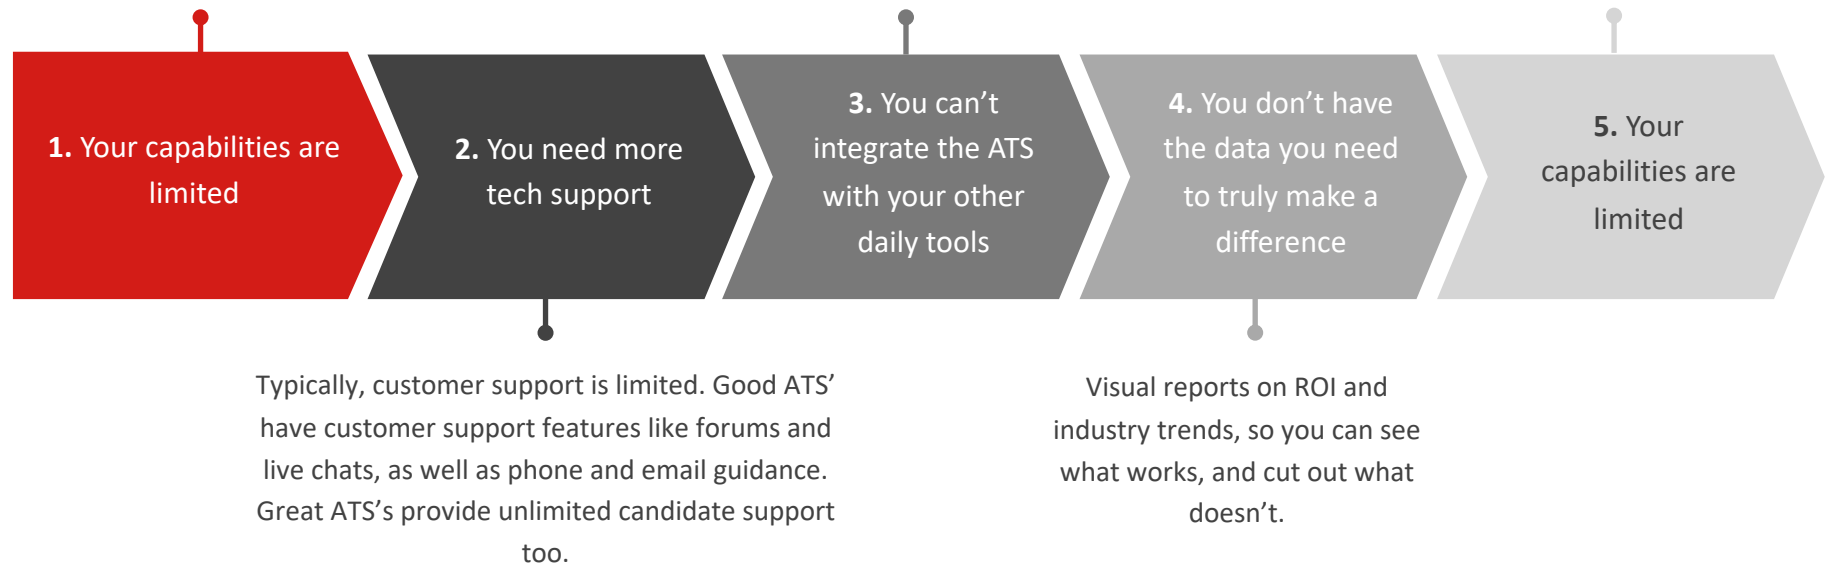 1. Your capabilities are
limited
2. You need more
tech support
3. You can’t
integrate the ATS
with your other
daily tools
4. You don’t have
the data you need
to truly make a
difference
5. Your
capabilities are
limited
Typically, customer support is limited. Good ATS’
have customer support features like forums and
live chats, as well as phone and email guidance.
Great ATS’s provide unlimited candidate support
too.
Visual reports on ROI and
industry trends, so you can see
what works, and cut out what
doesn’t.